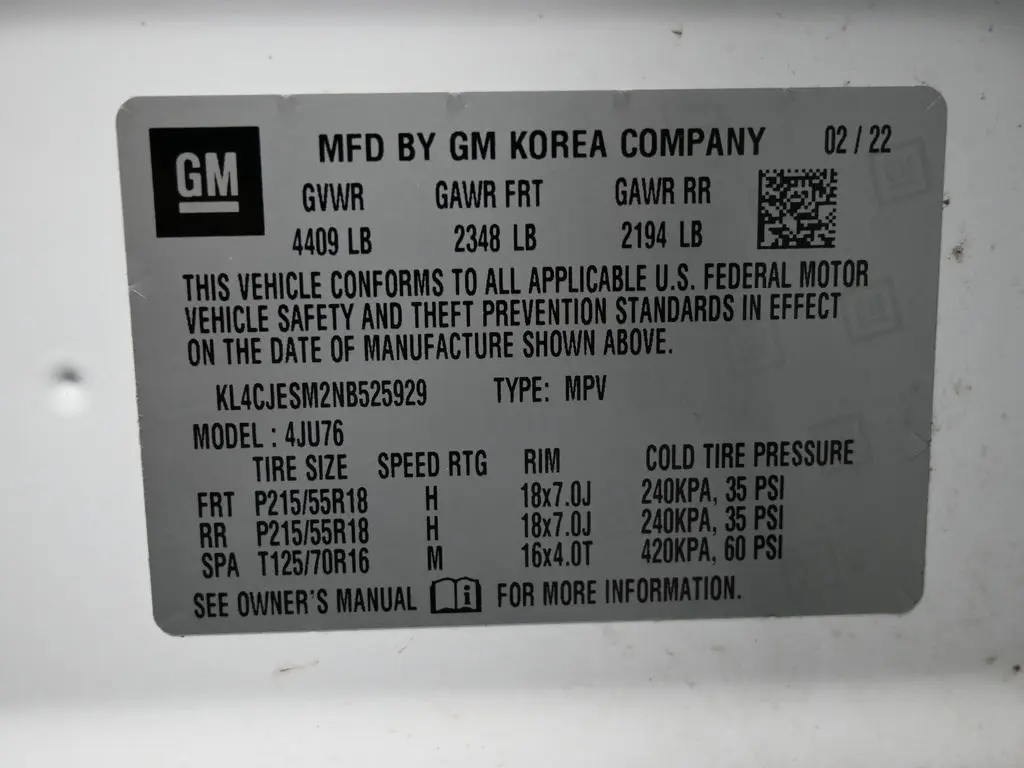 GM
MFD BY GM KOREA COMPANY 02 / 22
GVWR GAWR FRT GAWR RR
4409 LB 2348 LB 2194 LB
THIS VEHICLE CONFORMS TO ALL APPLICABLE U.S. FEDERAL MOTOR
VEHICLE SAFETY AND THEFT PREVENTION STANDARDS IN EFFECT
ON THE DATE OF MANUFACTURE SHOWN ABOVE.
KL4CJESM2NB525929 TYPE: MPV
MODEL : 4JU76
TIRE SIZE SPEED RTG RIM COLD TIRE PRESSURE
FRT P215/55R18 H 18x7.0J 240KPA, 35 PSI
RR P215/55R18 H 18x7.0J 240KPA, 35 PSI
SPA T125/70R16 M 16x4.0T 420KPA, 60 PSI
SEE OWNER'S MANUAL i FOR MORE INFORMATION.